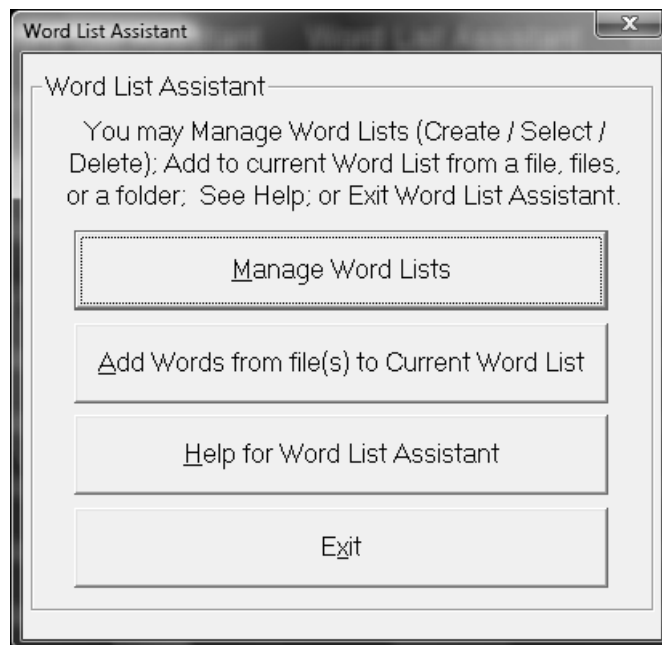 Word List Assistant
X
Word List Assistant
You may Manage Word Lists (Create / Select /
Delete); Add to current Word List from a file, files,
or a folder;  See Help; or Exit Word List Assistant.
Manage Word Lists
Add Words from file(s) to Current Word List
Help for Word List Assistant
Exit